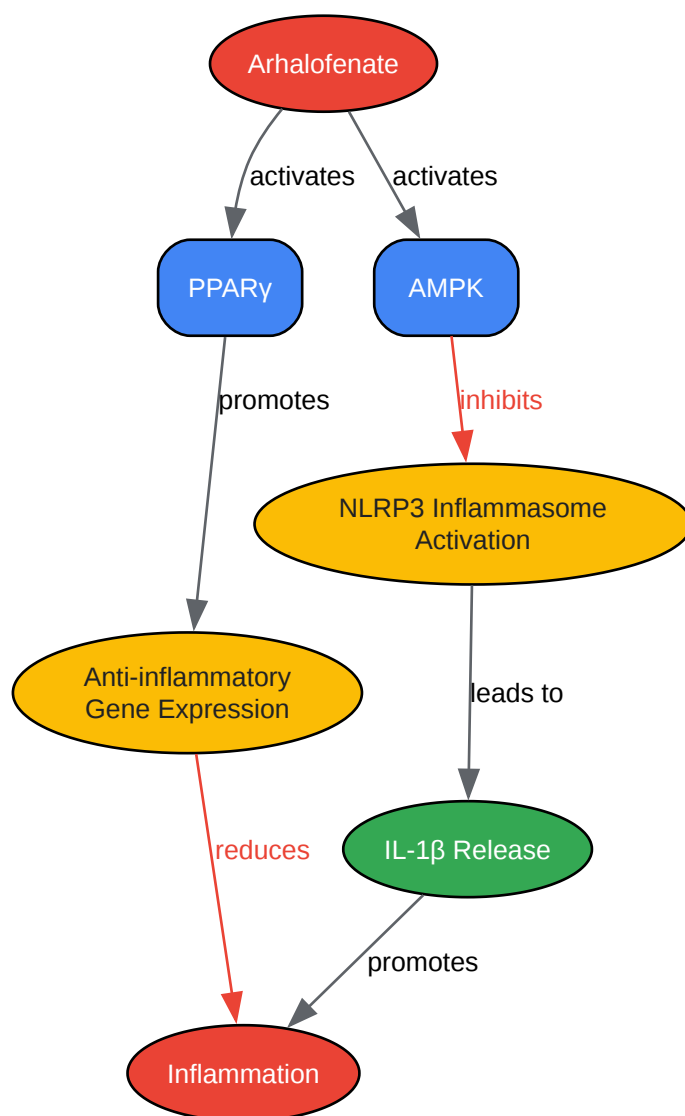 Arhalofenate
activates
activates
PPARγ
AMPK
promotes
inhibits
NLRP3 Inflammasome
Activation
Anti-inflammatory
Gene Expression
leads to
reduces
IL-1β Release
promotes
Inflammation